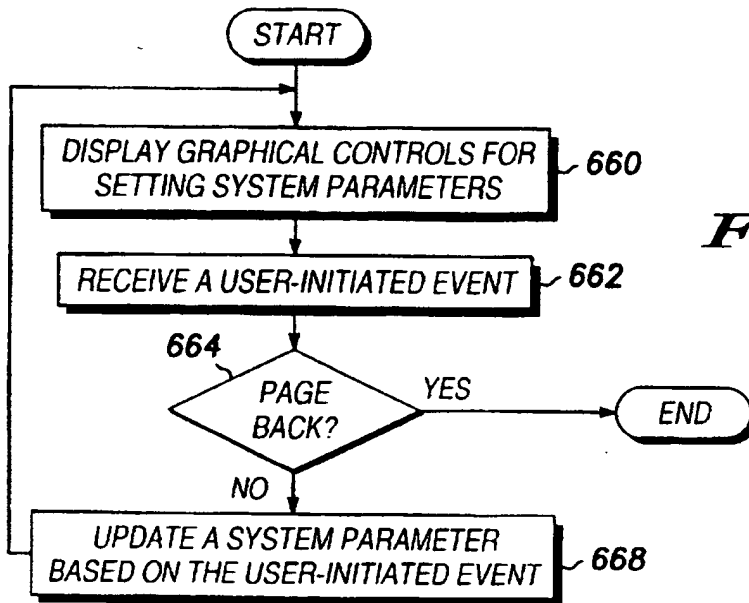 START
DISPLAY GRAPHICAL CONTROLS FOR
SETTING SYSTEM PARAMETERS
660
F
RECEIVE A USER-INITIATED EVENT
662
664
PAGE
BACK?
YES
END
NO
UPDATE A SYSTEM PARAMETER
BASED ON THE USER-INITIATED EVENT
668